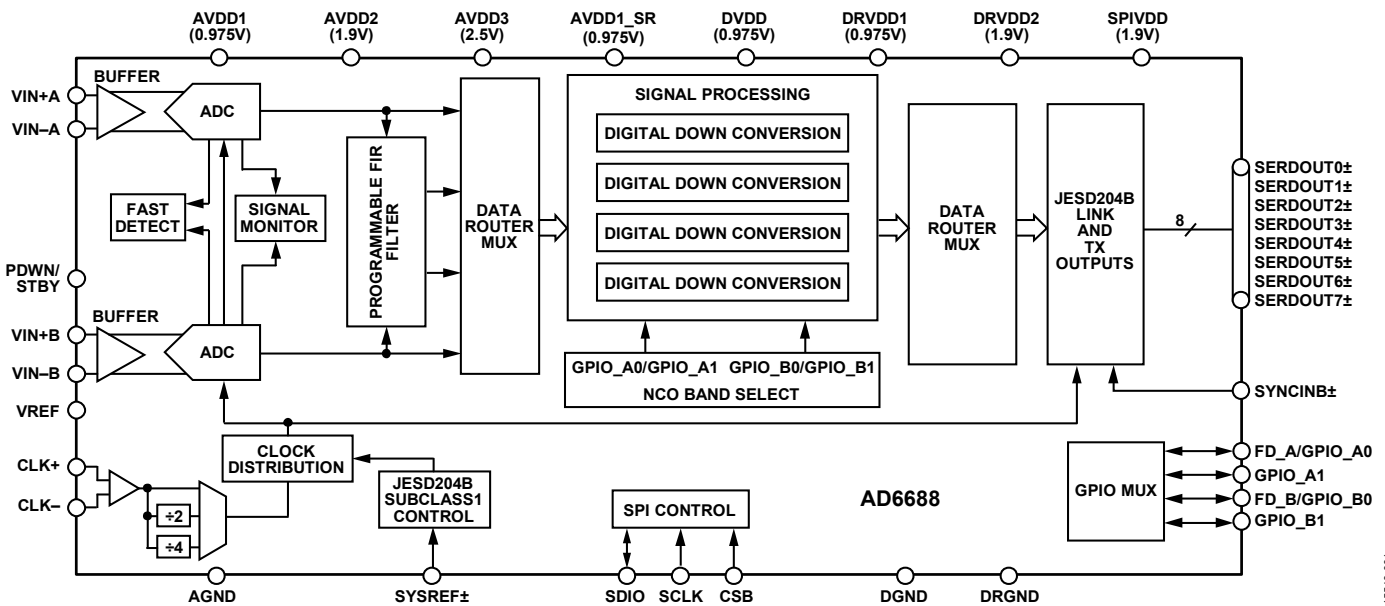 AVDD1
(0.975V)
AVDD2
(1.9V)
AVDD3
(2.5V)
AVDD1_SR
(0.975V)
DVDD
(0.975V)
DRVDD1
(0.975V)
DRVDD2
(1.9V)
SPIVDD
(1.9V)
BUFFER
VIN+A
VIN–A
ADC
FAST
DETECT
SIGNAL
MONITOR
PDWN/
STBY
BUFFER
VIN+B
VIN–B
ADC
VREF
PROGRAMMABLE FIR
FILTER
DATA
ROUTER
MUX
SIGNAL PROCESSING
DIGITAL DOWN CONVERSION
DIGITAL DOWN CONVERSION
DIGITAL DOWN CONVERSION
DIGITAL DOWN CONVERSION
GPIO_A0/GPIO_A1 GPIO_B0/GPIO_B1
NCO BAND SELECT
DATA
ROUTER
MUX
JESD204B
LINK
AND
TX
OUTPUTS
8
SERDOUT0±
SERDOUT1±
SERDOUT2±
SERDOUT3±
SERDOUT4±
SERDOUT5±
SERDOUT6±
SERDOUT7±
SYNCINB±
CLK+
CLK–
÷2
÷4
CLOCK
DISTRIBUTION
JESD204B
SUBCLASS1
CONTROL
SPI CONTROL
AD6688
GPIO MUX
FD_A/GPIO_A0
GPIO_A1
FD_B/GPIO_B0
GPIO_B1
AGND
SYSREF±
SDIO
SCLK
CSB
DGND
DRGND